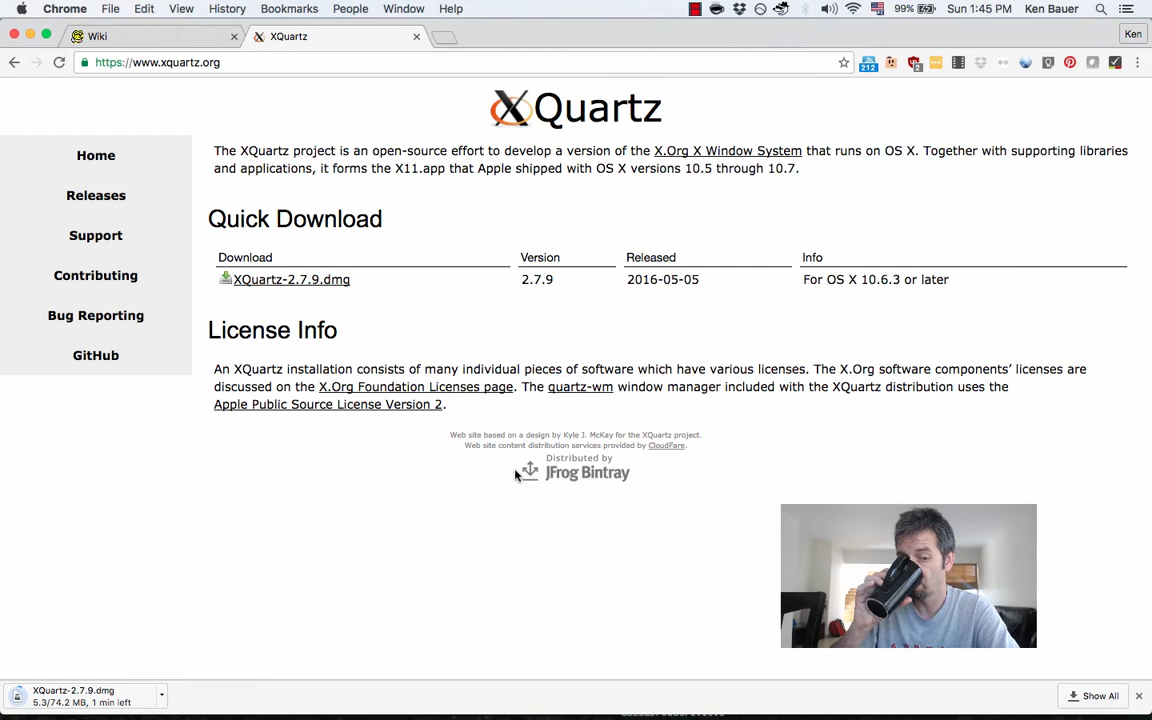 Chrome File Edit View History Bookmarks People Window Help 99% Sun 1:45 PM Ken Bauer
Wiki XQuartz Ken
https://www.xquartz.org 212 2
XQuartz
Home
Releases
Support
Contributing
Bug Reporting
GitHub
The XQuartz project is an open-source effort to develop a version of the X.Org X Window System that runs on OS X. Together with supporting libraries
and applications, it forms the X11.app that Apple shipped with OS X versions 10.5 through 10.7.
Quick Download
Download Version Released Info
XQuartz-2.7.9.dmg 2.7.9 2016-05-05 For OS X 10.6.3 or later
License Info
An XQuartz installation consists of many individual pieces of software which have various licenses. The X.Org software components' licenses are
discussed on the X.Org Foundation Licenses page. The quartz-wm window manager included with the XQuartz distribution uses the
Apple Public Source License Version 2.
Web site based on a design by Kyle J. McKay for the XQuartz project.
Web site content distribution services provided by CloudFare.
Distributed by
JFrog Bintray
XQuartz-2.7.9.dmg
5.3/74.2 MB, 1 min left
Show All